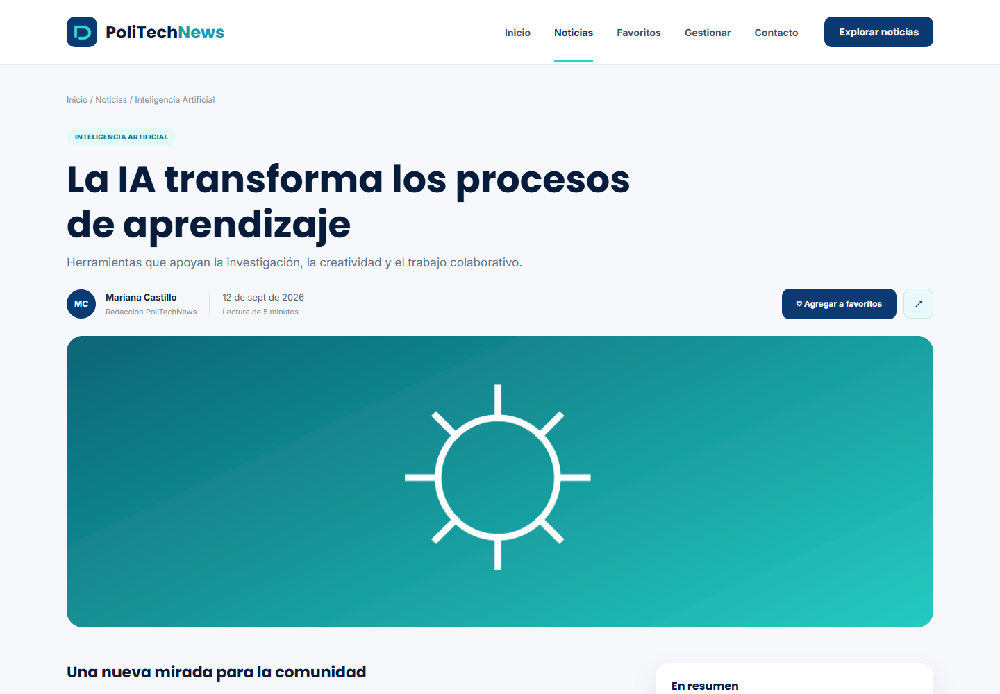 PoliTechNews
Inicio
Noticias
Favoritos
Gestionar
Contacto
Explorar noticias
Inicio / Noticias / Inteligencia Artificial
INTELIGENCIA ARTIFICIAL
La IA transforma los procesos
de aprendizaje
Herramientas que apoyan la investigación, la creatividad y el trabajo colaborativo.
MC
Mariana Castillo
Redacción PoliTechNews
12 de sept de 2026
Lectura de 5 minutos
♡ Agregar a favoritos
↗
Una nueva mirada para la comunidad
En resumen